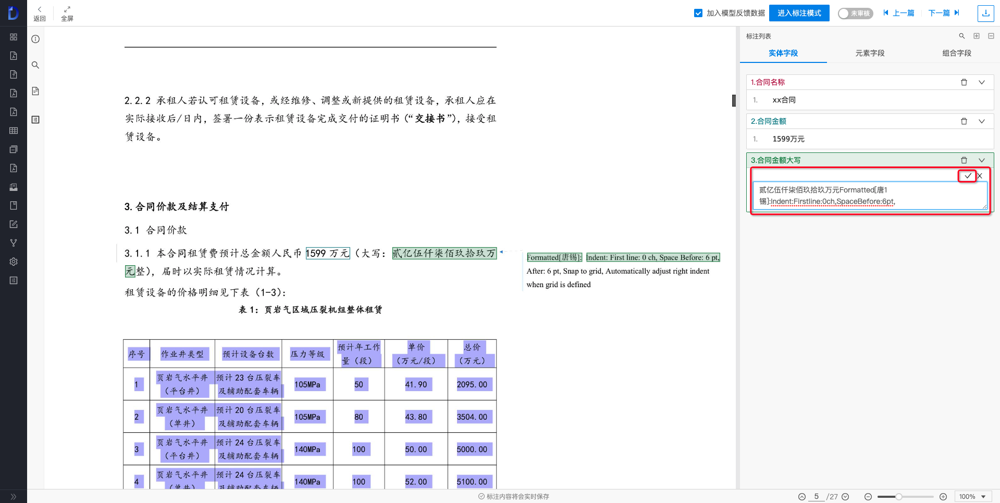 返回
全屏
加入模型反馈数据
进入标注模式
未审核
上一篇
下一篇
2.2.2 承租人若认可租赁设备，或经维修、调整或新提供的租赁设备，承租人应在
实际接收后/日内，签署一份表示租赁设备完成交付的证明书（“交接书”），接受租
赁设备。
3.合同价款及结算支付
3.1 合同价款
3.1.1 本合同租赁费预计总金额人民币 1599 万元（大写：贰亿伍仟柒佰玖拾玖万
元整），届时以实际租赁情况计算。
Formatted[唐锡]: Indent: First line: 0 ch, Space Before: 6 pt,
After: 6 pt, Snap to grid, Automatically adjust right indent
when grid is defined
租赁设备的价格明细见下表（1-3）：
表 1：页岩气区域压裂机组整体租赁
序号 作业井类型 预计设备台数 压力等级 预计年工作量（段） 单价（万元/段） 总价（万元）
1 页岩气水平井（平台井） 预计 23 台压裂车及辅助配套车辆 105MPa 50 41.90 2095.00
2 页岩气水平井（单井） 预计 20 台压裂车及辅助配套车辆 105MPa 80 43.80 3504.00
3 页岩气水平井（平台井） 预计 24 台压裂车及辅助配套车辆 140MPa 100 50.00 5000.00
4 页岩气水平井（单井） 预计 24 台压裂车及辅助配套车辆 140MPa 100 52.00 5100.00
标注列表
实体字段
元素字段
组合字段
1.合同名称
1. xx合同
2.合同金额
1. 1599万元
3.合同金额大写
X
贰亿伍仟柒佰玖拾玖万元Formatted[唐1
锡]:Indent:Firstline:0ch,SpaceBefore:6pt,
标注内容将会实时保存
5 /27
100%